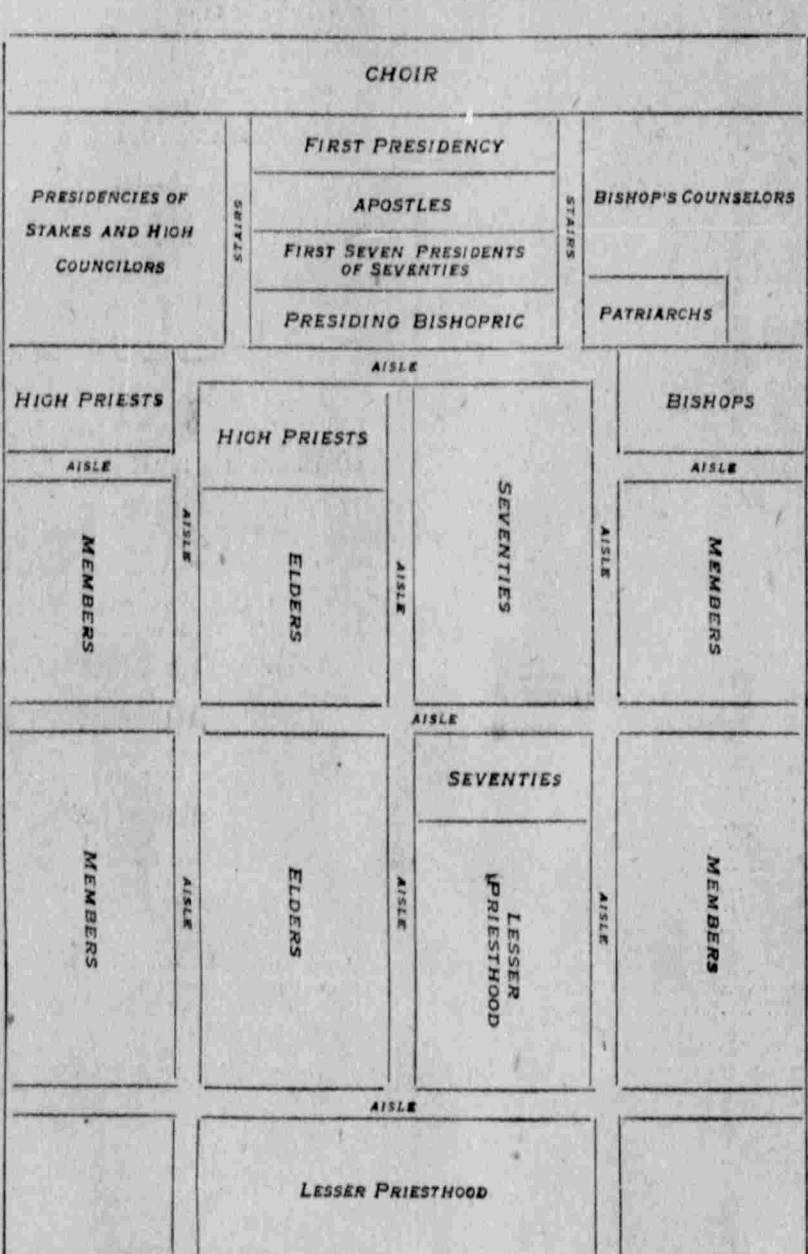 CHOIR
FIRST PRESIDENCY
PRESIDENCIES OF
STAKES AND HIGH
COUNCILORS
STAIRS
APOSTLES
STAIRS
BISHOP'S COUNSELORS
FIRST SEVEN PRESIDENTS
OF SEVENTIES
PRESIDING BISHOPRIC
PATRIARCHS
AISLE
HIGH PRIESTS
HIGH PRIESTS
BISHOPS
AISLE
AISLE
MEMBERS
AISLE
ELDERS
AISLE
SEVENTIES
AISLE
MEMBERS
AISLE
SEVENTIES
MEMBERS
AISLE
ELDERS
AISLE
LESSER
PRIESTHOOD
AISLE
MEMBERS
AISLE
LESSER PRIESTHOOD